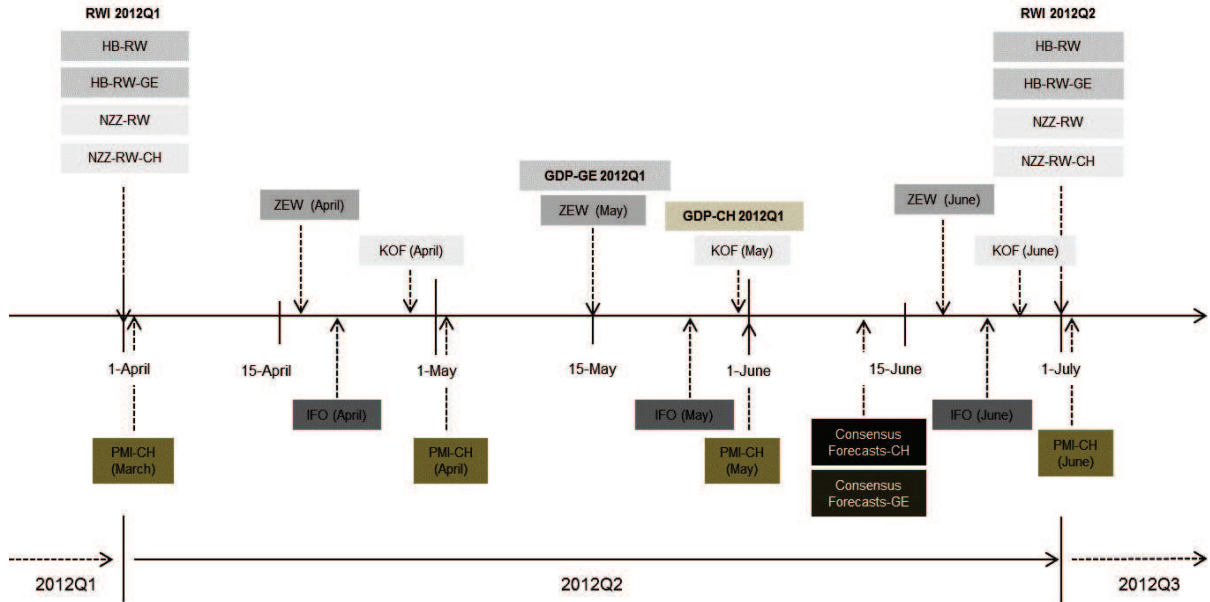 RWI 2012Q1
RWI 2012Q2
HB-RW
HB-RW
HB-RW-GE
HB-RW-GE
NZZ-RW
NZZ-RW
NZZ-RW-CH
NZZ-RW-CH
GDP-GE 2012Q1
ZEW (April)
ZEW (May)
ZEW (June)
GDP-CH 2012Q1
KOF (April)
KOF (May)
KOF (June)
1-April
15-April
1-May
15-May
1-June
15-June
1-July
IFO (April)
IFO (May)
IFO (June)
PMI-CH
(March)
PMI-CH
(April)
PMI-CH
(May)
Consensus
Forecasts-CH
PMI-CH
(June)
Consensus
Forecasts-GE
2012Q1
2012Q2
2012Q3